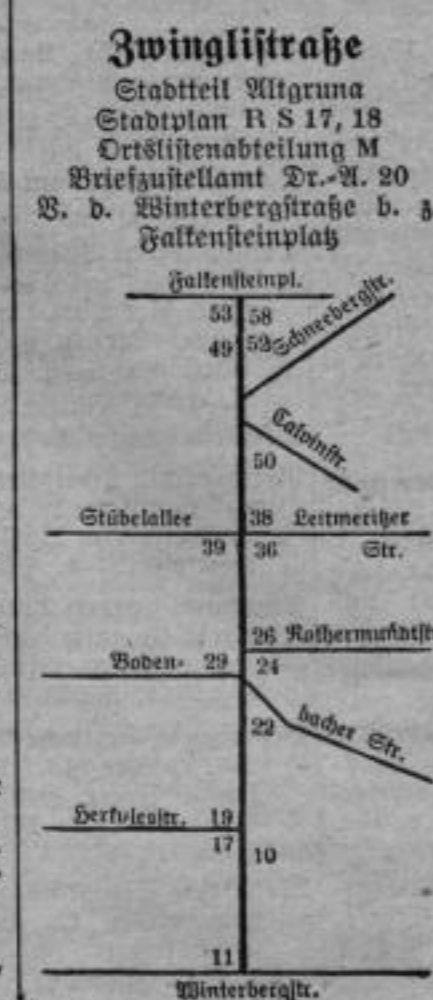 Zwinglistraße
Stadtteil Altgruna
Stadtplan R S 17, 18
Ortslistenabteilung M
Briefzustellamt Dr.-A. 20
V. d. Winterbergstraße b. z
Falkensteinplatz
Falkensteinpl.
53 58 Schneebergstr.
49 52
Calvinstr.
50
Stübelallee 38 Leitmeritzer
39 36 Str.
26 Rothermundtst
Boden- 29 24
22 bacher Str.
Herkulesstr. 19
17 10
11
Winterbergstr.